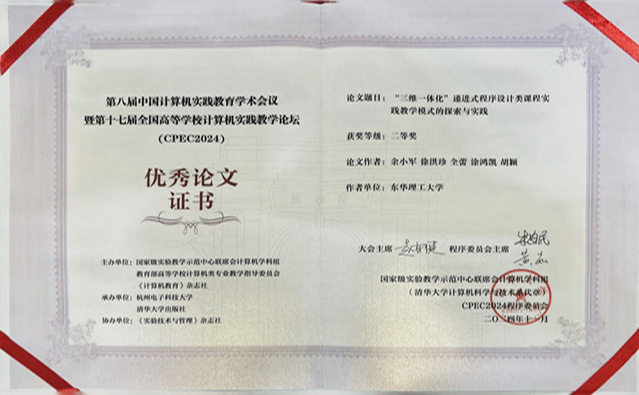 第八届中国计算机实践教育学术会议
暨第十七届全国高等学校计算机实践教学论坛
（CPEC2024）
优秀论文
证书
主办单位：国家级实验教学示范中心联席会计算机学科组
教育部高等学校计算机类专业教学指导委员会
《计算机教育》杂志社
承办单位：杭州电子科技大学
清华大学出版社
协办单位：《实验技术与管理》杂志社
论文题目：“三维一体化”递进式程序设计类课程实
践教学模式的探索与实践
获奖等级：二等奖
论文作者：余小军 徐洪珍 全蕾 涂鸿凯 胡颖
作者单位：东华理工大学
大会主席 程序委员会主席
国家级实验教学示范中心联席会计算机学科组
（清华大学计算机科学与技术系代章）
CPEC2024程序委员会
二〇二四年十一月